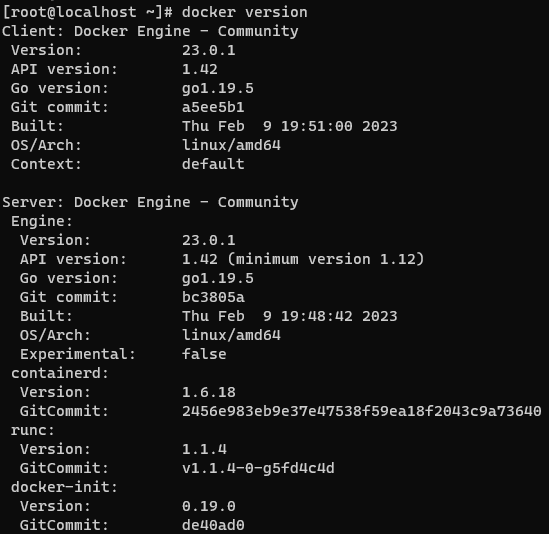 [root@localhost ~]# docker version
Client: Docker Engine - Community
 Version:           23.0.1
 API version:       1.42
 Go version:        go1.19.5
 Git commit:        a5ee5b1
 Built:             Thu Feb  9 19:51:00 2023
 OS/Arch:           linux/amd64
 Context:           default

Server: Docker Engine - Community
 Engine:
  Version:          23.0.1
  API version:      1.42 (minimum version 1.12)
  Go version:       go1.19.5
  Git commit:       bc3805a
  Built:            Thu Feb  9 19:48:42 2023
  OS/Arch:          linux/amd64
  Experimental:     false
 containerd:
  Version:          1.6.18
  GitCommit:        2456e983eb9e37e47538f59ea18f2043c9a73640
 runc:
  Version:          1.1.4
  GitCommit:        v1.1.4-0-g5fd4c4d
 docker-init:
  Version:          0.19.0
  GitCommit:        de40ad0